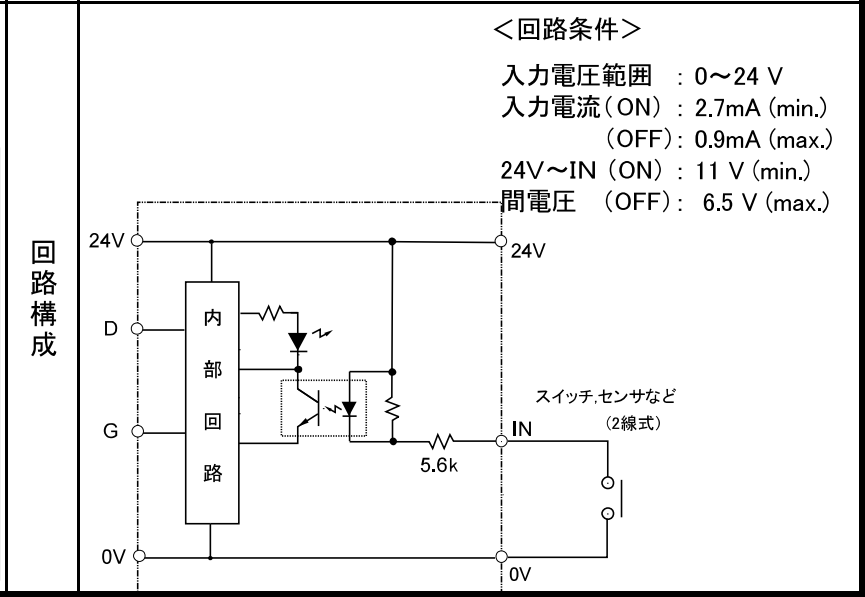 ＜回路条件＞
入力電圧範囲 ： 0～24 V
入力電流(ON) ： 2.7mA (min.)
(OFF)： 0.9mA (max.)
24V～IN (ON) ： 11 V (min.)
間電圧 (OFF)： 6.5 V (max.)
回路構成
24V
24V
D
内部回路
スイッチ,センサなど
(2線式)
G
IN
5.6k
0V
0V